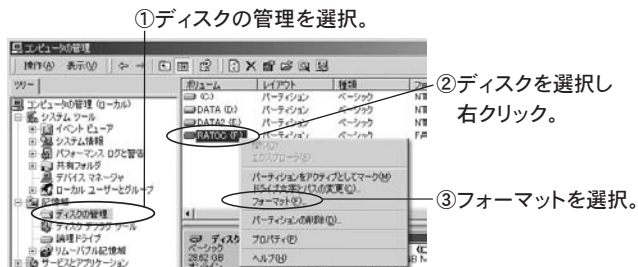 ①ディスクの管理を選択。
コンピュータの管理
操作(A) 表示(V)
ツリー
ボリューム レイアウト 種類
コンピュータの管理 (ローカル)
システム ツール
イベント ビューア
システム情報
パフォーマンス ログと警告
共有フォルダ
デバイス マネージャ
ローカル ユーザーとグループ
記憶域
ディスクの管理
ディスク デフラグ ツール
論理ドライブ
リムーバブル記憶域
サービスとアプリケーション
(C:) パーティション ベーシック
DATA (D:) パーティション ベーシック
DATA2 (E:) パーティション ベーシック
RATOC (F:) パーティション ベーシック
②ディスクを選択し
右クリック。
開く(O)
エクスプローラ(E)
パーティションをアクティブとしてマーク(M)
ドライブ文字とパスの変更(C)...
フォーマット(F)...
パーティションの削除(D)...
プロパティ(P)
ヘルプ(H)
③フォーマットを選択。
ディスク
ベーシック
28.62 GB
オンライン